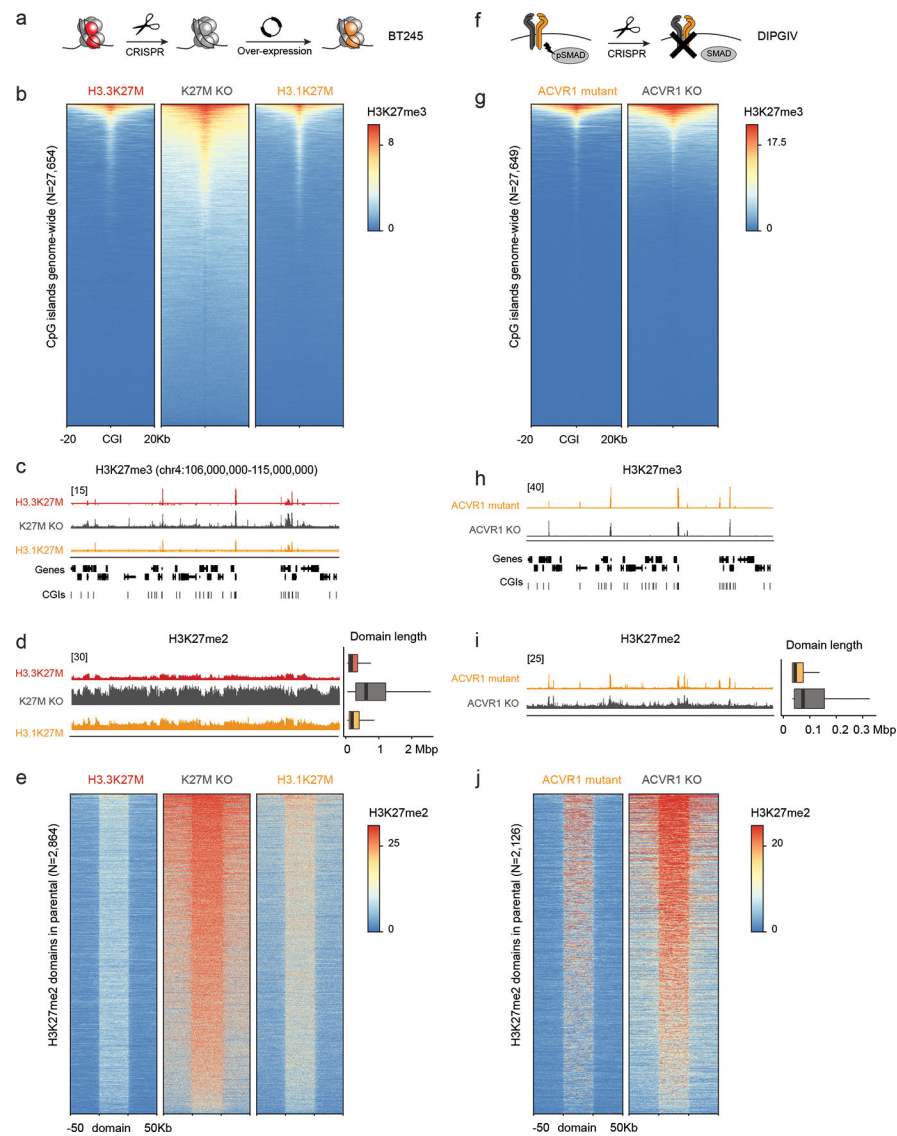 a
CRISPR
Over-expression
BT245
f
pSMAD
CRISPR
SMAD
DIPGIV
b
H3.3K27M
K27M KO
H3.1K27M
H3K27me3
8
0
CpG islands genome-wide (N=27,654)
-20
CGI
20Kb
g
ACVR1 mutant
ACVR1 KO
H3K27me3
17.5
0
CpG islands genome-wide (N=27,649)
-20
CGI
20Kb
c
H3K27me3 (chr4:106,000,000-115,000,000)
[15]
H3.3K27M
K27M KO
H3.1K27M
Genes
CGIs
h
H3K27me3
[40]
ACVR1 mutant
ACVR1 KO
Genes
CGIs
d
H3K27me2
Domain length
[30]
H3.3K27M
K27M KO
H3.1K27M
0 1 2 Mbp
i
H3K27me2
Domain length
[25]
ACVR1 mutant
ACVR1 KO
0 0.1 0.2 0.3 Mbp
e
H3.3K27M
K27M KO
H3.1K27M
H3K27me2
25
0
H3K27me2 domains in parental (N=2,864)
-50
domain
50Kb
j
ACVR1 mutant
ACVR1 KO
H3K27me2
20
0
H3K27me2 domains in parental (N=2,126)
-50
domain
50Kb